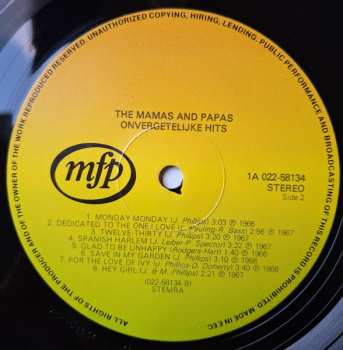 ALL RIGHTS OF THE PRODUCER AND OF THE OWNER OF THE WORK REPRODUCED RESERVED. UNAUTHORIZED COPYING, HIRING, LENDING, PUBLIC PERFORMANCE AND BROADCASTING OF THIS RECORD IS PROHIBITED. MADE IN E.E.C.
THE MAMAS AND PAPAS
ONVERGETELIJKE HITS
mfp
1A 022-58134
STEREO
Side 2
1. MONDAY MONDAY (J. Phillips) 3:03 ℗ 1966
2. DEDICATED TO THE ONE I LOVE (L. Pauling-R. Bass) 2:56 ℗ 1967
3. TWELVE THIRTY (J. Phillips) 3:20 ℗ 1967
4. SPANISH HARLEM (J. Leiber-P. Spector) 3:22 ℗ 1966
5. GLAD TO BE UNHAPPY (Rodgers-Hart) 1:40 ℗ 1967
6. SAVE IN MY GARDEN (J. Phillips) 3:10 ℗ 1968
7. FOR THE LOVE OF IVY (J. Phillips-D. Doherty) 3:40 ℗ 1968
8. HEY GIRL (J. & M. Phillips) 2:21 ℗ 1966
(022-58134 B)
STEMRA